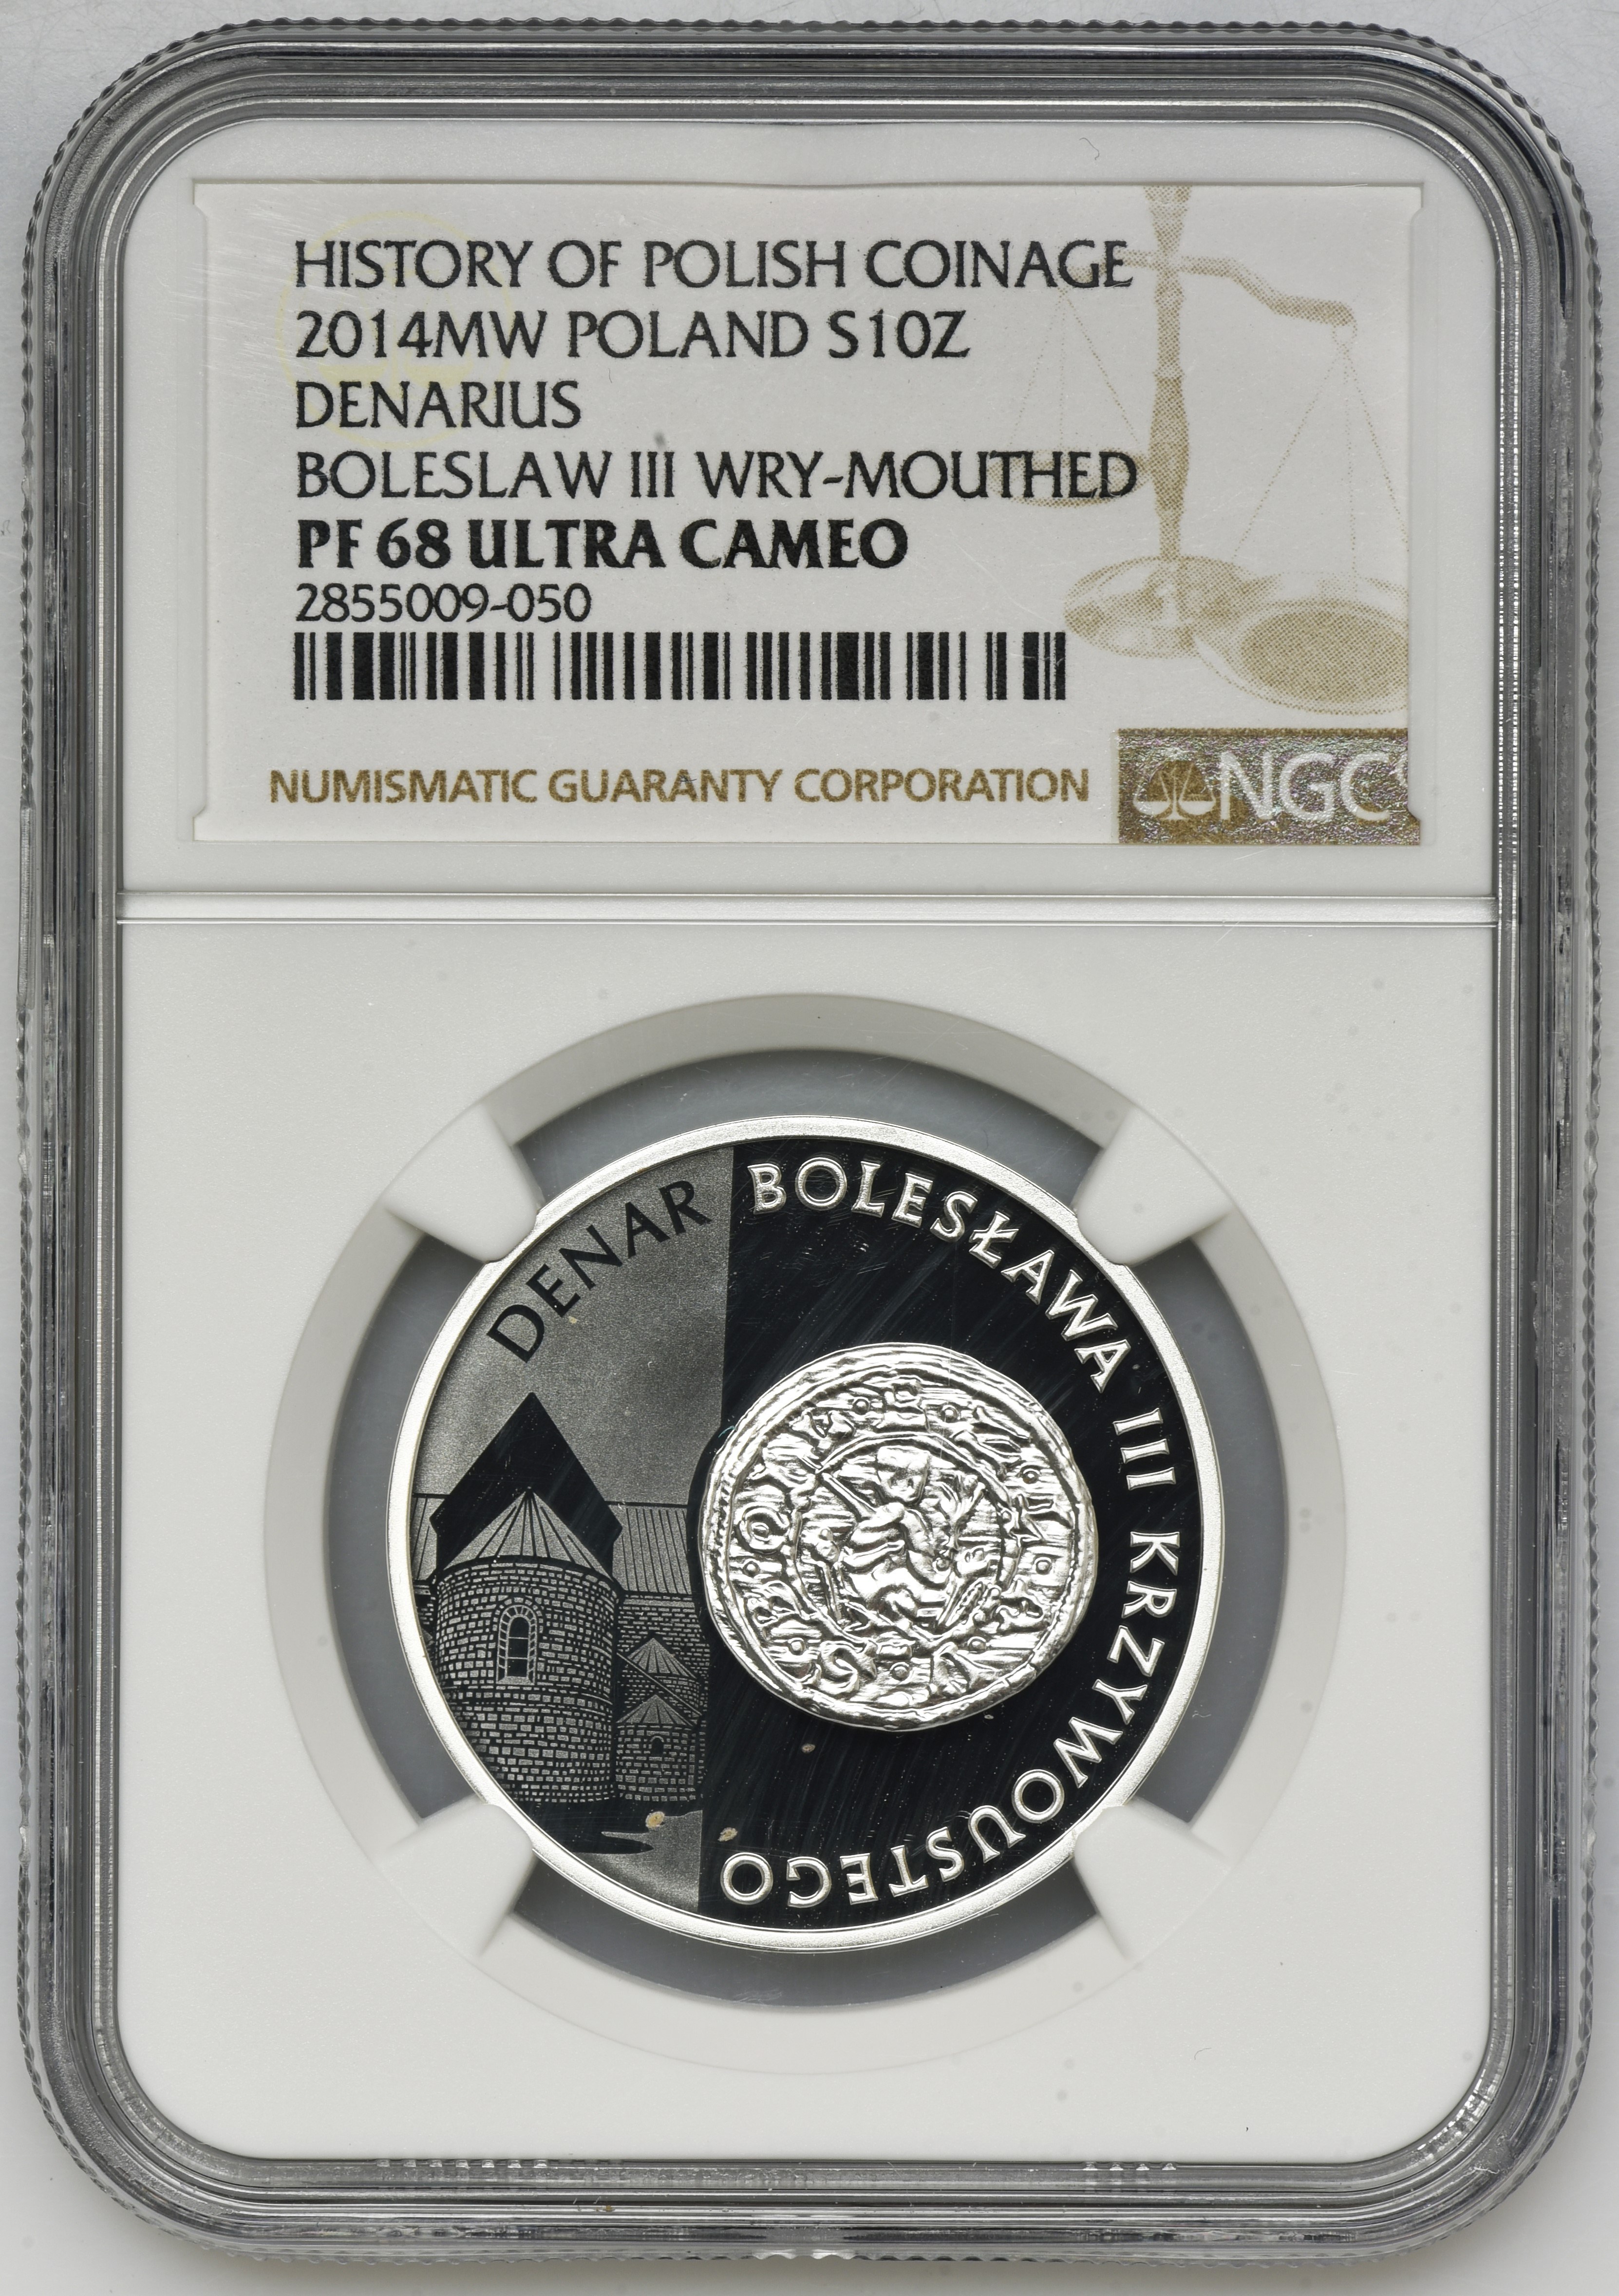 HISTORY OF POLISH COINAGE
2014MW POLAND S10Z
DENARIUS
BOLESLAW III WRY-MOUTHED
PF 68 ULTRA CAMEO
2855009-050
NUMISMATIC GUARANTY CORPORATION
NGC
DENAR BOLESŁAWA III KRZYWOUSTEGO